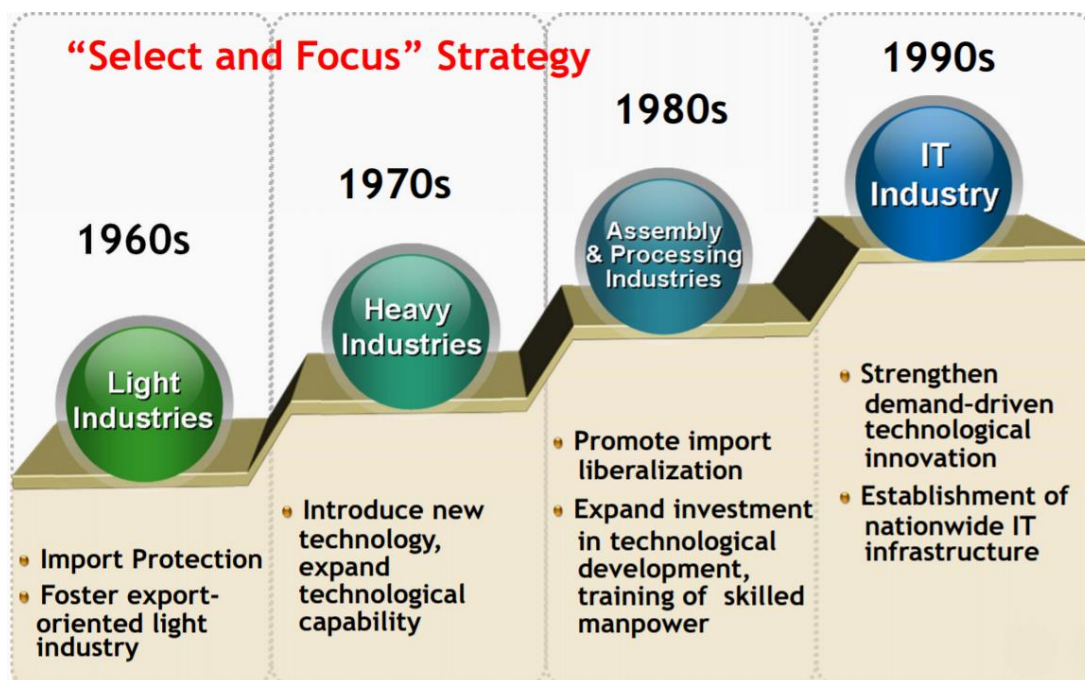 “Select and Focus” Strategy
1960s
Light
Industries
Import Protection
Foster export-
oriented light
industry
1970s
Heavy
Industries
Introduce new
technology,
expand
technological
capability
1980s
Assembly
& Processing
Industries
Promote import
liberalization
Expand investment
in technological
development,
training of skilled
manpower
1990s
IT
Industry
Strengthen
demand-driven
technological
innovation
Establishment of
nationwide IT
infrastructure